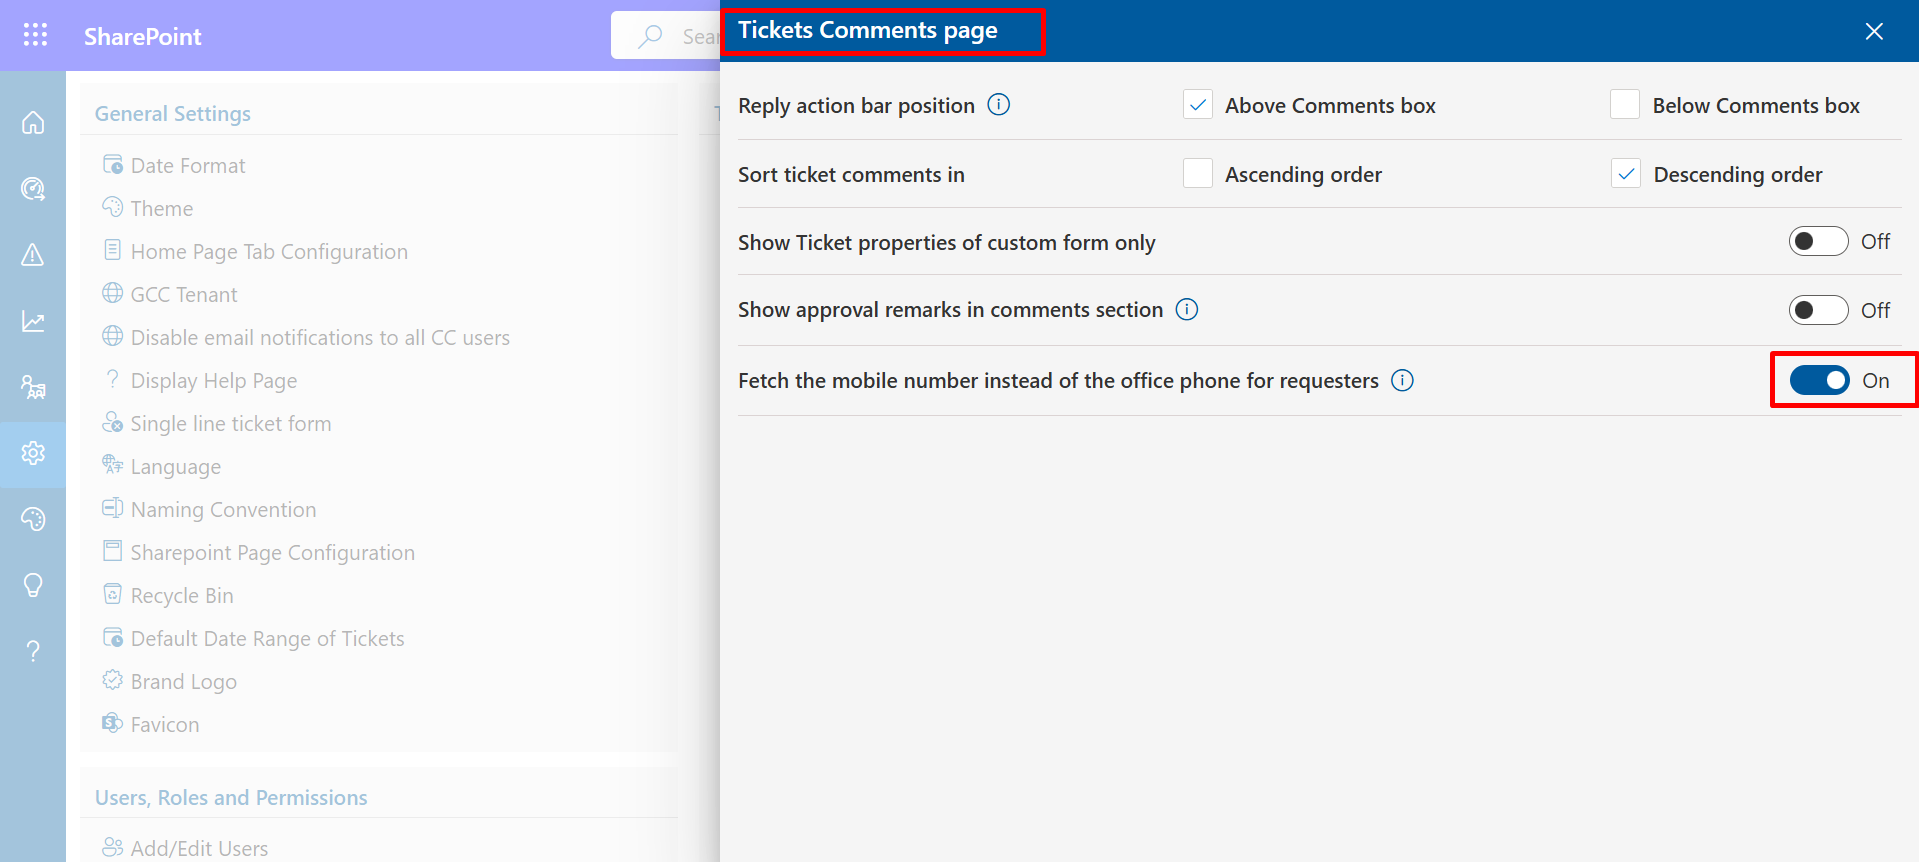 SharePoint
Tickets Comments page
General Settings
Date Format
Theme
Home Page Tab Configuration
GCC Tenant
Disable email notifications to all CC users
Display Help Page
Single line ticket form
Language
Naming Convention
Sharepoint Page Configuration
Recycle Bin
Default Date Range of Tickets
Brand Logo
Favicon
Users, Roles and Permissions
Add/Edit Users
Reply action bar position
Above Comments box
Below Comments box
Sort ticket comments in
Ascending order
Descending order
Show Ticket properties of custom form only
Off
Show approval remarks in comments section
Off
Fetch the mobile number instead of the office phone for requesters
On